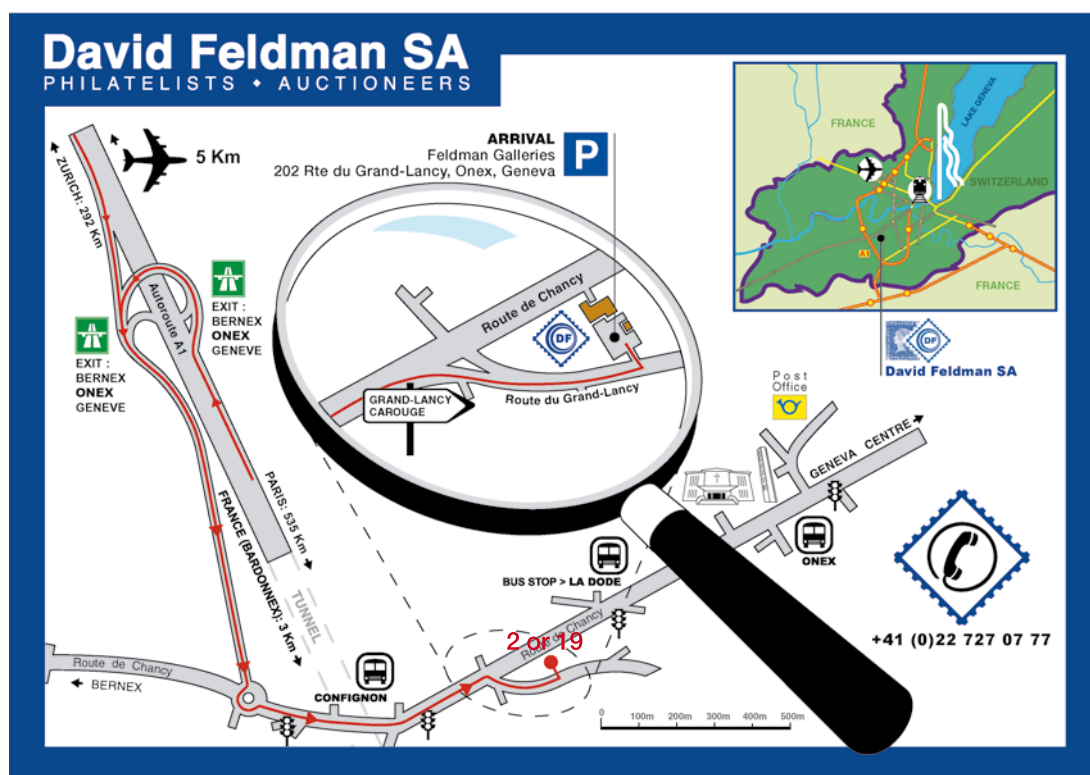 David Feldman SA
PHILATELISTS • AUCTIONEERS
ARRIVAL
Feldman Galleries
202 Rte du Grand-Lancy, Onex, Geneva
P
5 Km
ZURICH: 292 Km
Autoroute A1
EXIT :
BERNEX
ONEX
GENEVE
EXIT :
BERNEX
ONEX
GENEVE
Route de Chancy
DF
GRAND-LANCY
CAROUGE
Route du Grand-Lancy
FRANCE
LAKE GENEVA
SWITZERLAND
A1
FRANCE
DF
David Feldman SA
Post
Office
GENEVA CENTRE
ONEX
PARIS: 535 Km
FRANCE (BARDONNEX): 3 Km
TUNNEL
BUS STOP > LA DODE
Route de Chancy
2 or 19
Route de Chancy
BERNEX
CONFIGNON
0 100m 200m 300m 400m 500m
+41 (0)22 727 07 77